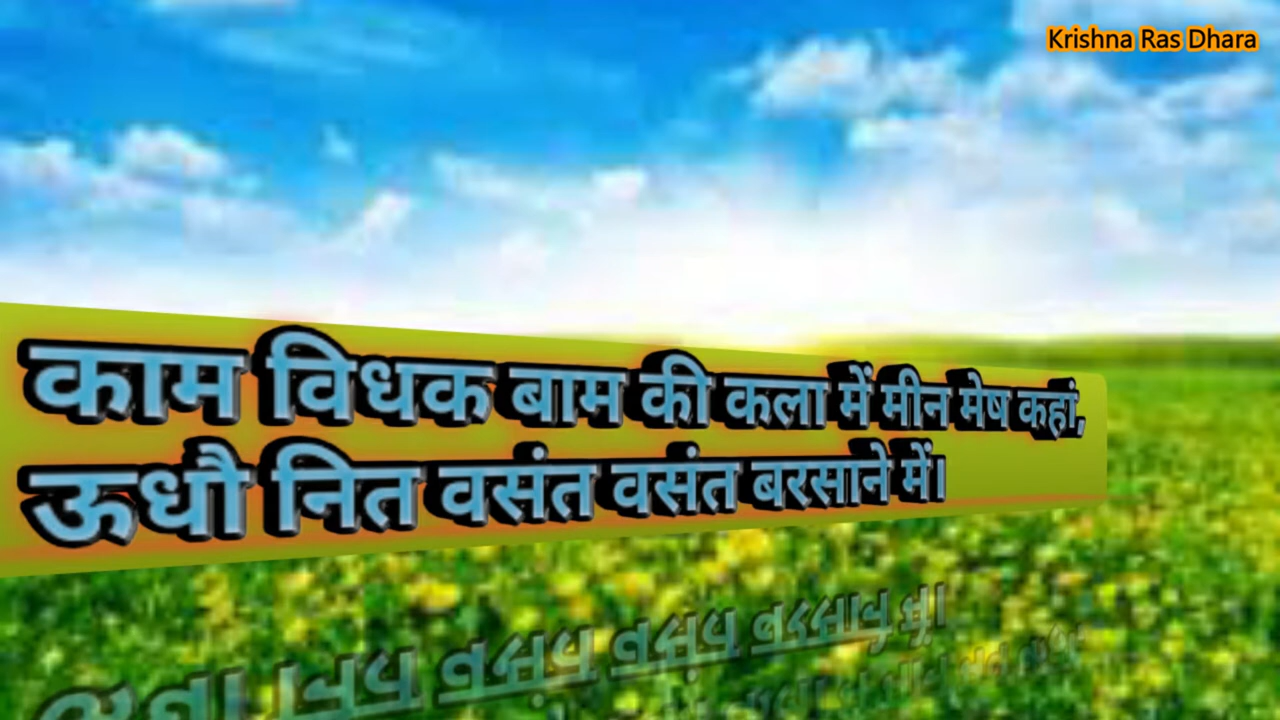 Krishna Ras Dhara
काम विधक बाम की कला में मीन मेष कहां,
ऊधौ नित वसंत वसंत बरसाने में।